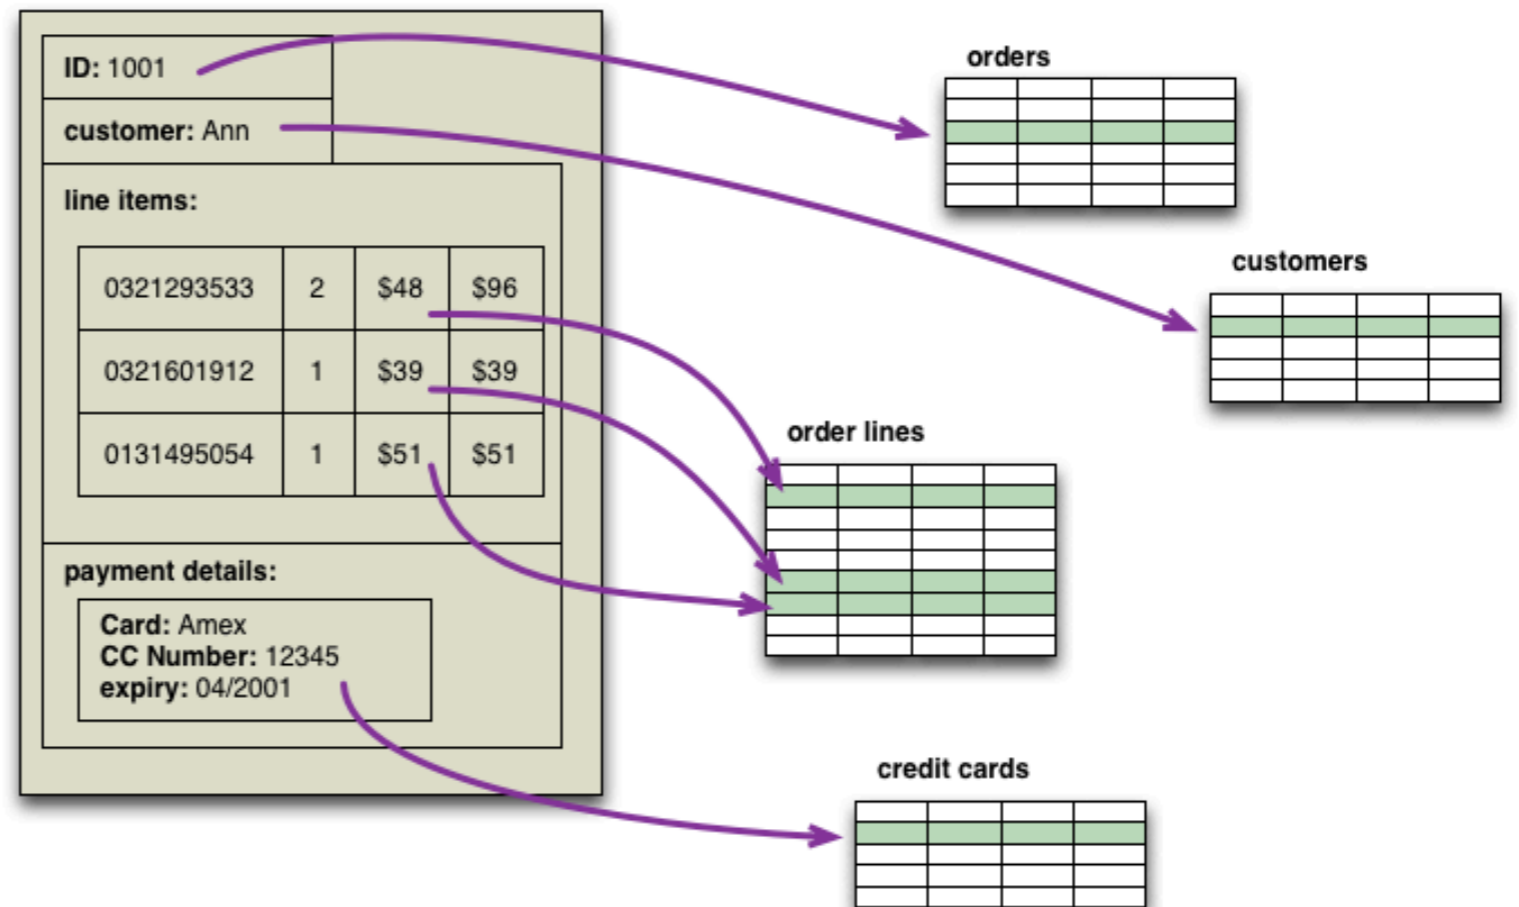 ID: 1001
customer: Ann
line items:
0321293533 2 $48 $96
0321601912 1 $39 $39
0131495054 1 $51 $51
payment details:
Card: Amex
CC Number: 12345
expiry: 04/2001
orders
customers
order lines
credit cards